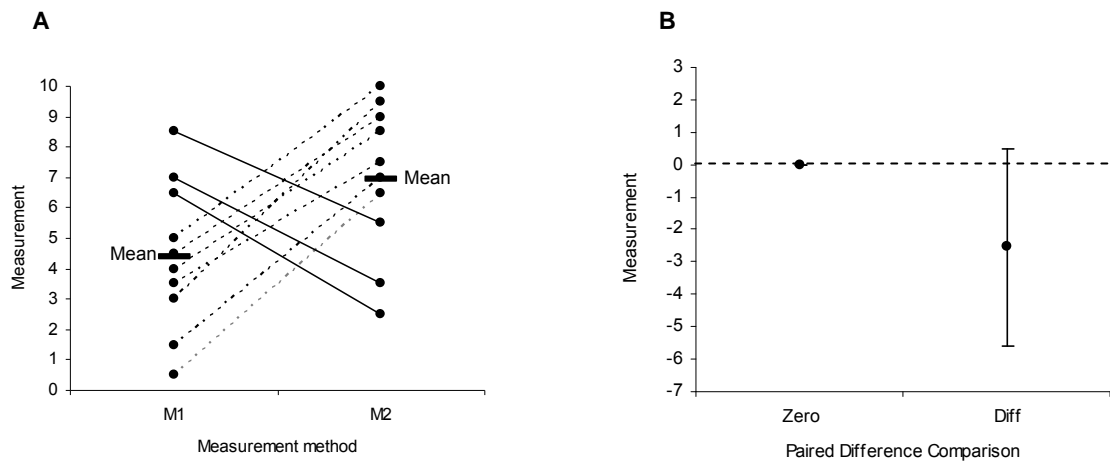 A
10
9
8
7
6
5
4
3
2
1
0
Measurement
Mean
Mean
M1 M2
Measurement method
B
3
2
1
0
-1
-2
-3
-4
-5
-6
-7
Measurement
Zero Diff
Paired Difference Comparison